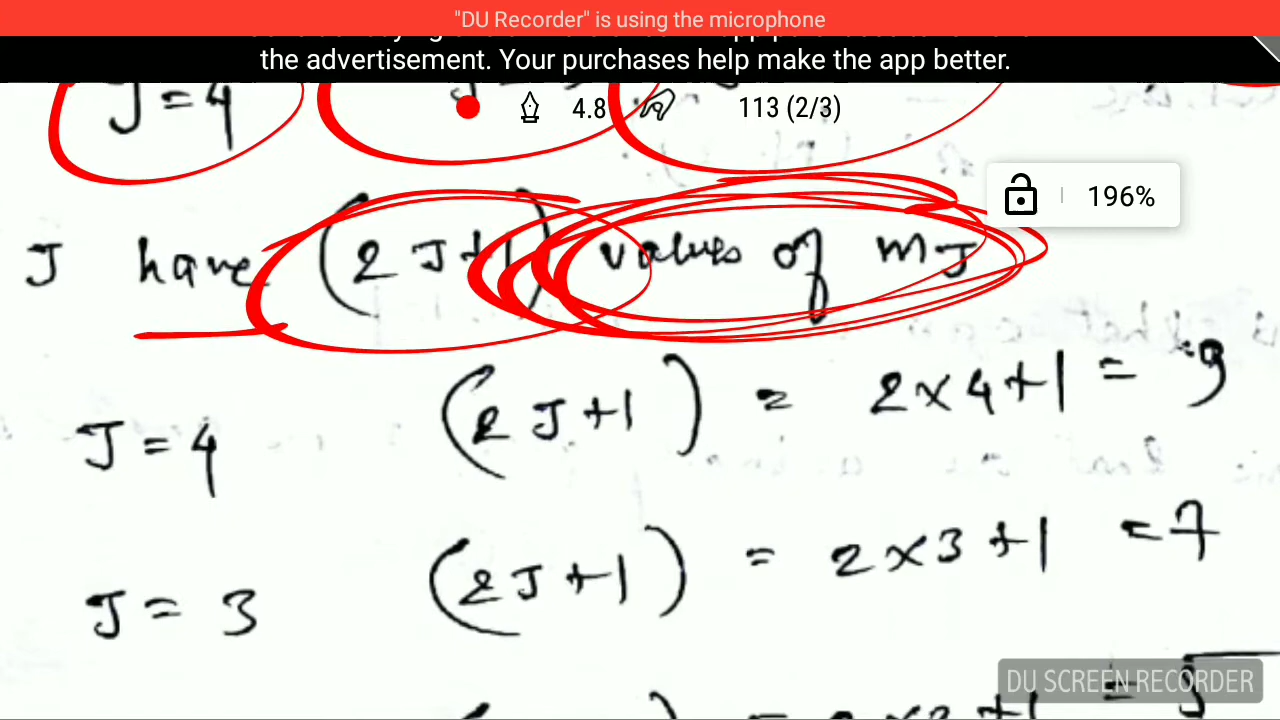 "DU Recorder" is using the microphone
the advertisement. Your purchases help make the app better.
J = 4
4.8 113 (2/3)
196%
J have (2J+1) values of mJ
J = 4 (2J+1) = 2×4+1 = 9
J = 3 (2J+1) = 2×3+1 = 7
DU SCREEN RECORDER